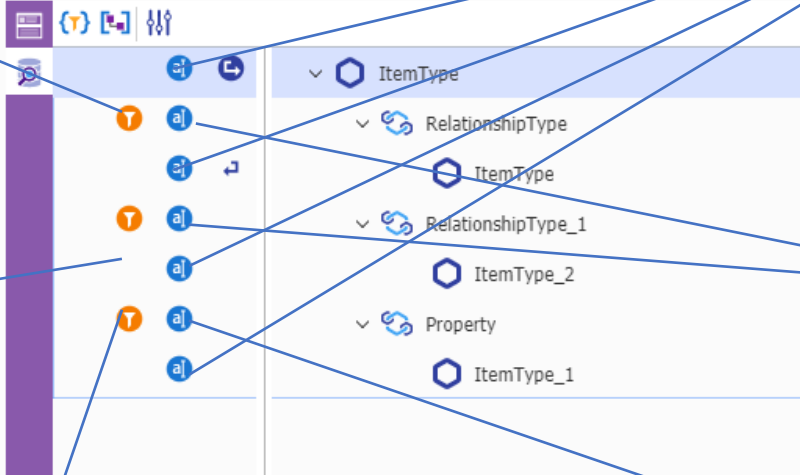 {T}
a ItemType
T a RelationshipType
a ItemType
T a RelationshipType_1
a ItemType_2
T a Property
a ItemType_1